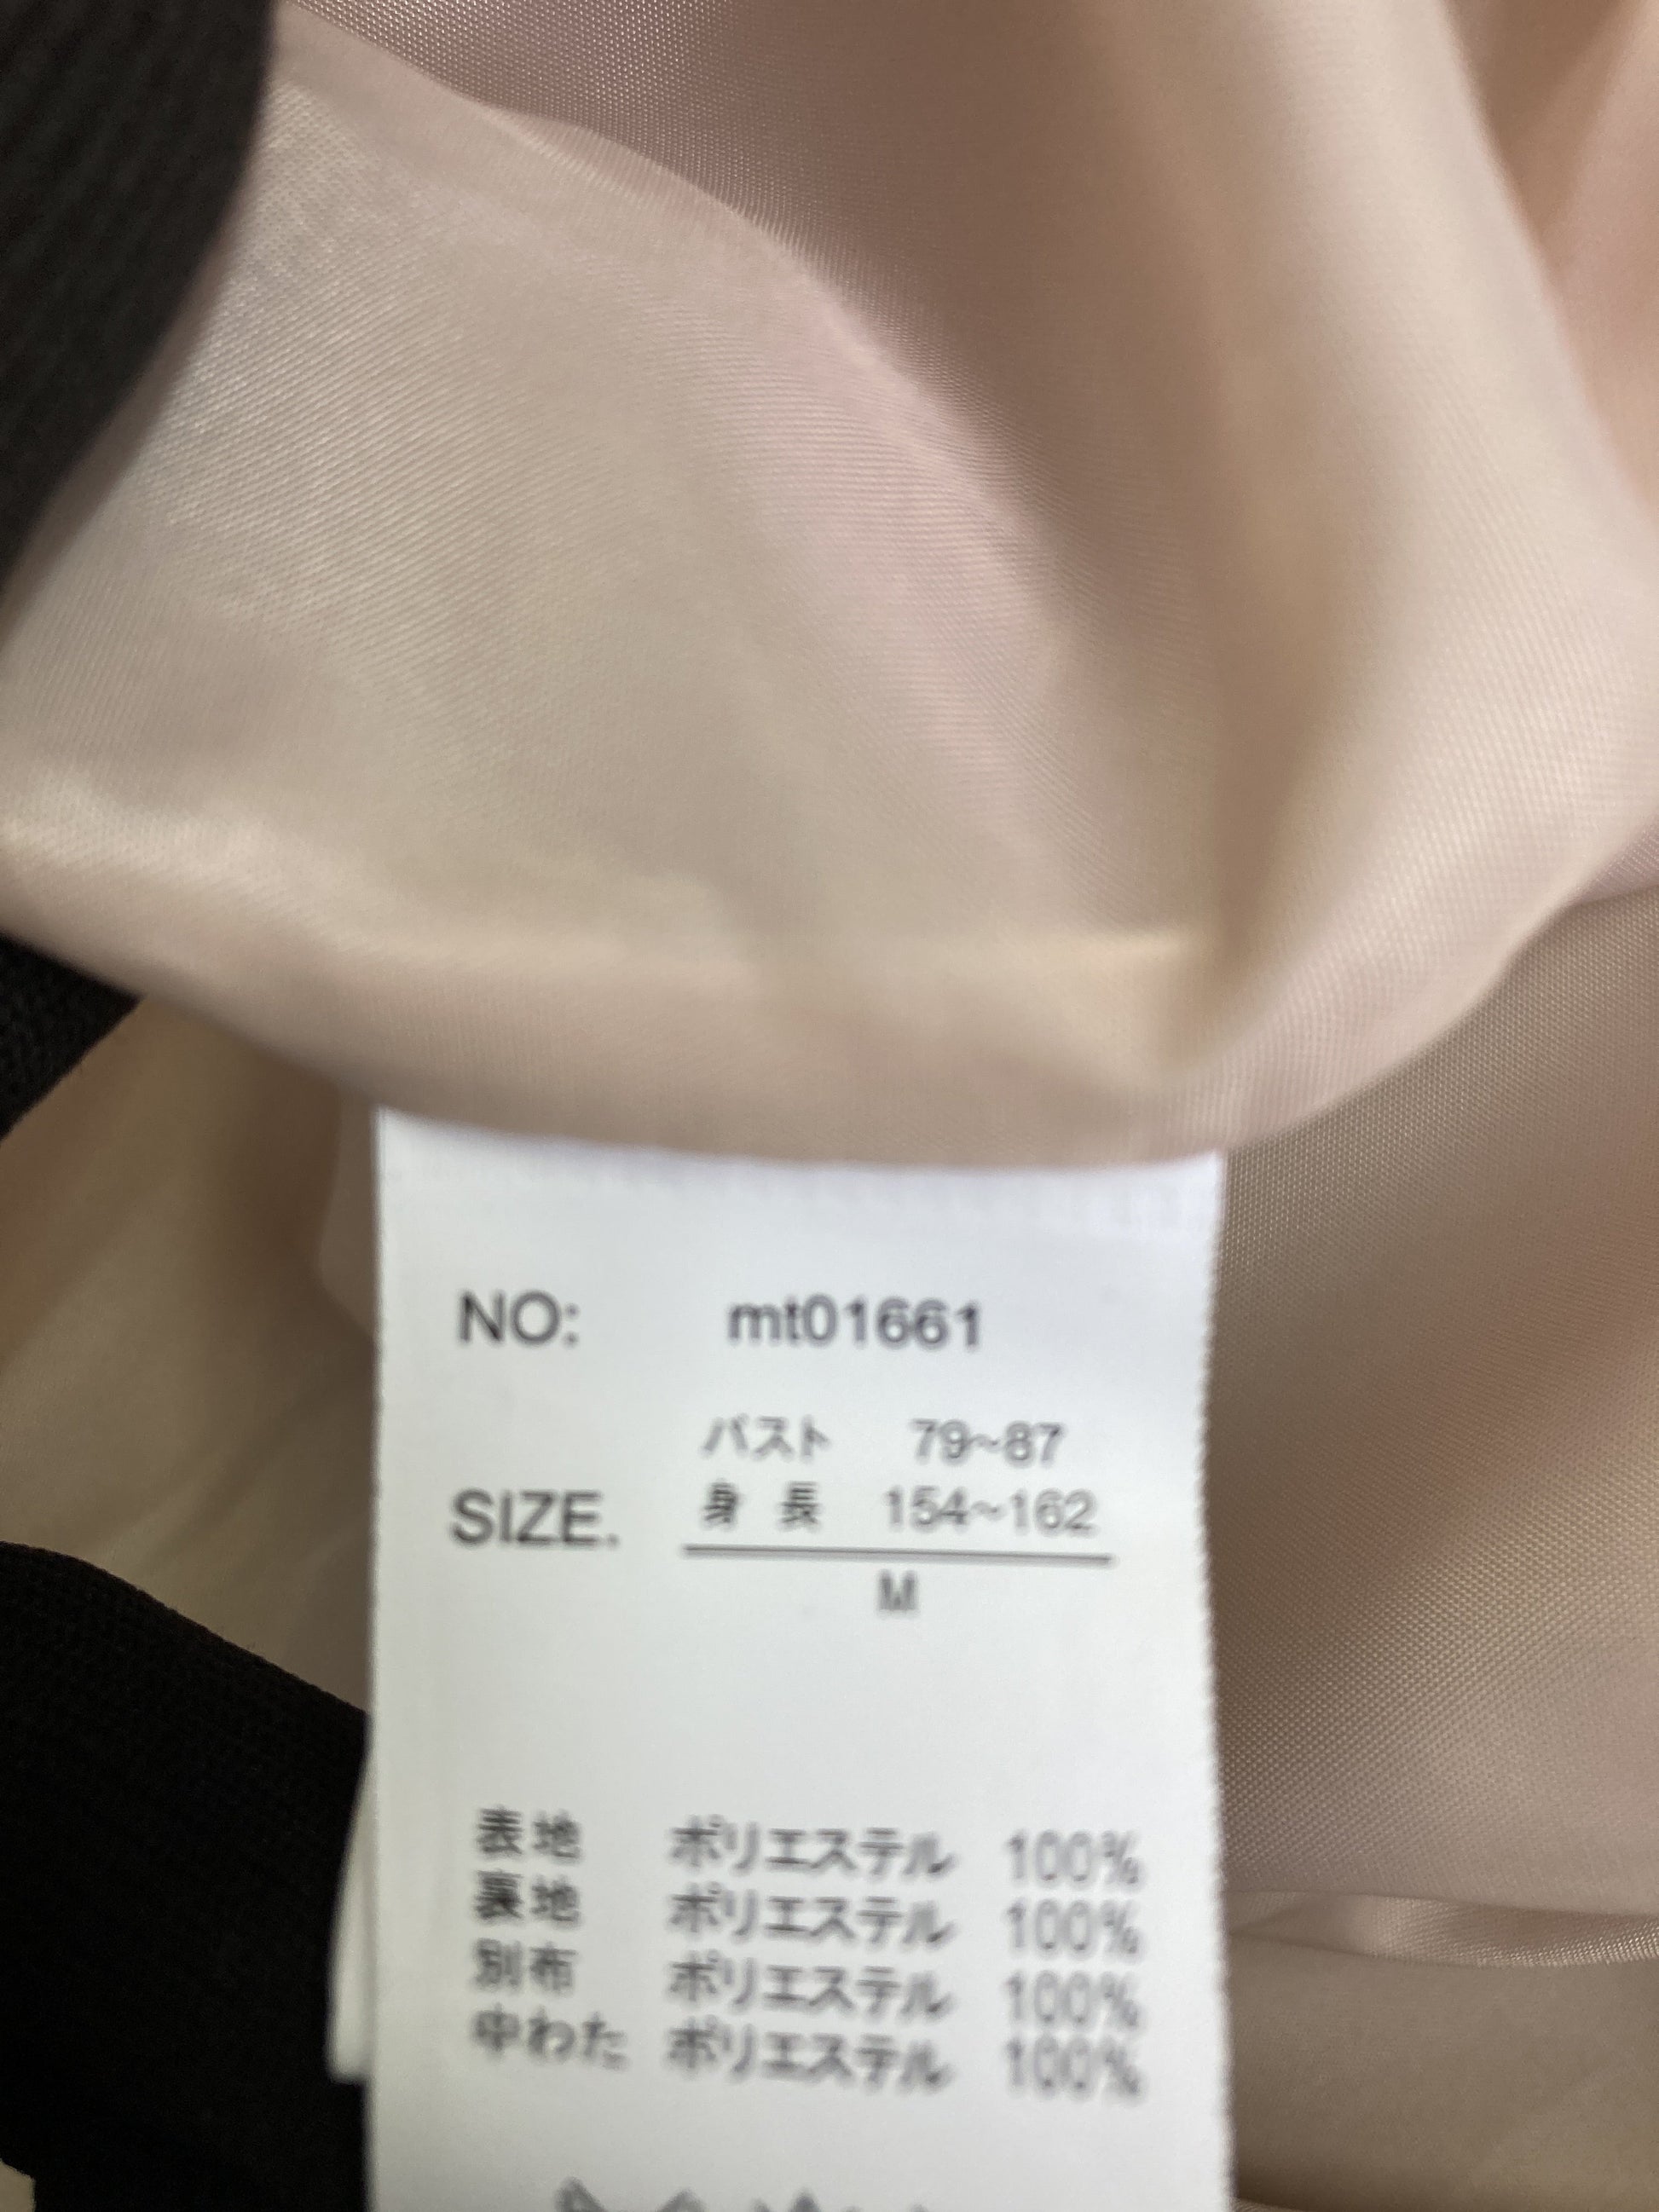 NO: mt01661
バスト 79~87
SIZE. 身長 154~162
M
表地 ポリエステル 100%
裏地 ポリエステル 100%
別布 ポリエステル 100%
中わた ポリエステル 100%